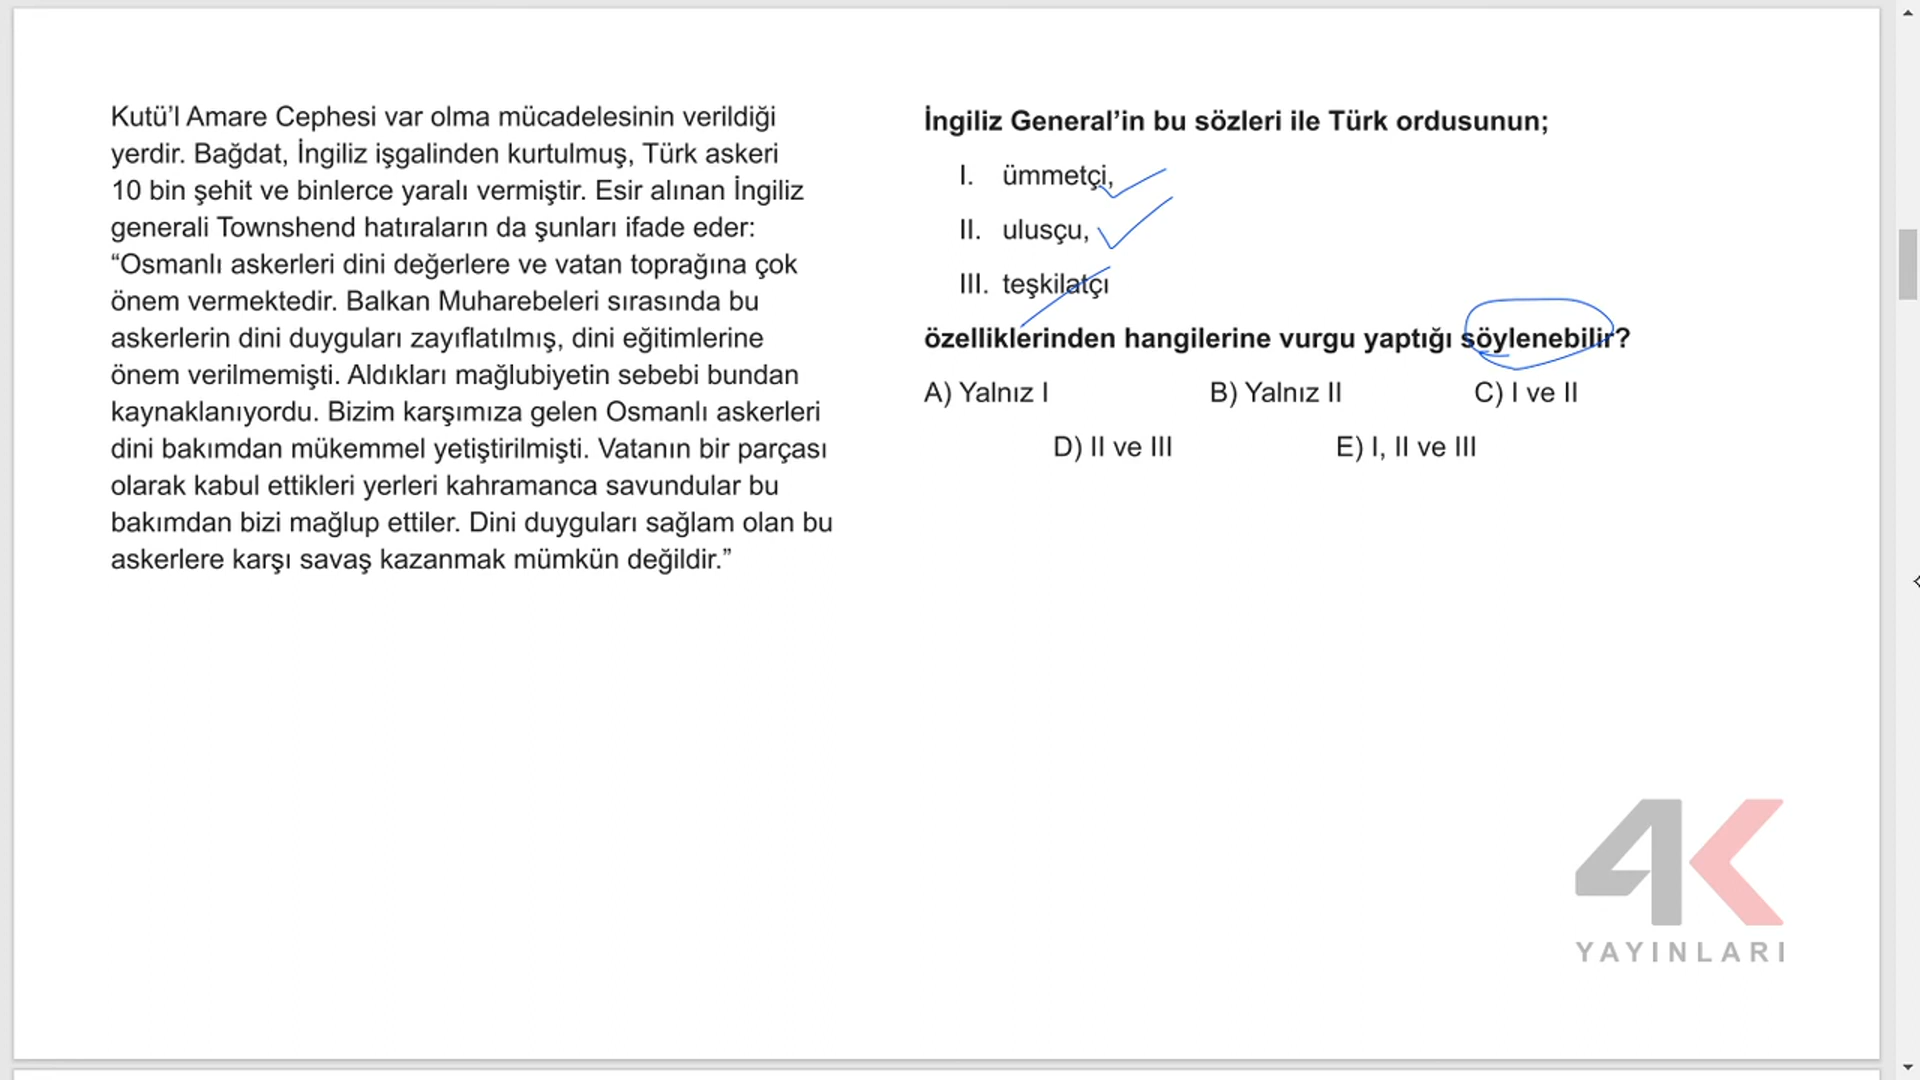 Kutü’l Amare Cephesi var olma mücadelesinin verildiği
yerdir. Bağdat, İngiliz işgalinden kurtulmuş, Türk askeri
10 bin şehit ve binlerce yaralı vermiştir. Esir alınan İngiliz
generali Townshend hatıraların da şunları ifade eder:
“Osmanlı askerleri dini değerlere ve vatan toprağına çok
önem vermektedir. Balkan Muharebeleri sırasında bu
askerlerin dini duyguları zayıflatılmış, dini eğitimlerine
önem verilmemişti. Aldıkları mağlubiyetin sebebi bundan
kaynaklanıyordu. Bizim karşımıza gelen Osmanlı askerleri
dini bakımdan mükemmel yetiştirilmişti. Vatanın bir parçası
olarak kabul ettikleri yerleri kahramanca savundular bu
bakımdan bizi mağlup ettiler. Dini duyguları sağlam olan bu
askerlere karşı savaş kazanmak mümkün değildir.”
İngiliz General’in bu sözleri ile Türk ordusunun;
I. ümmetçi,
II. ulusçu,
III. teşkilatçı
özelliklerinden hangilerine vurgu yaptığı söylenebilir?
A) Yalnız I B) Yalnız II C) I ve II
D) II ve III E) I, II ve III
4K
YAYINLARI